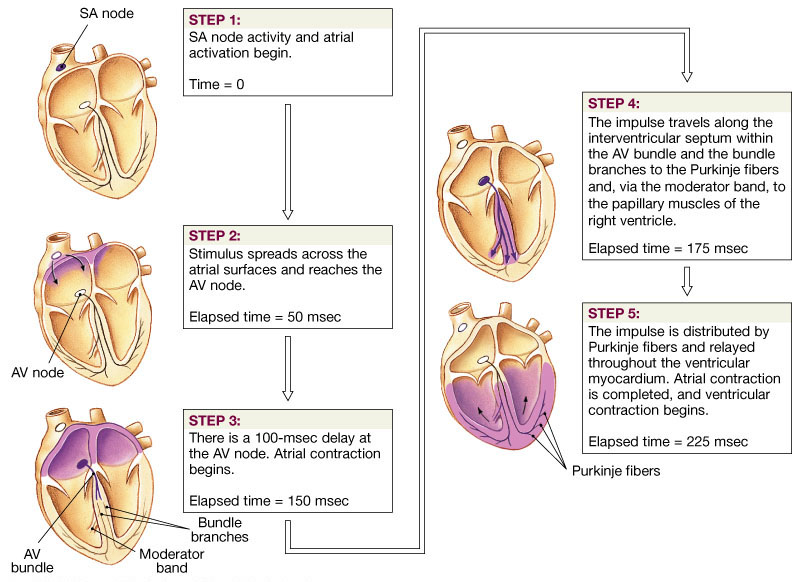 SA node
STEP 1:
SA node activity and atrial
activation begin.
Time = 0
STEP 2:
Stimulus spreads across the
atrial surfaces and reaches the
AV node.
Elapsed time = 50 msec
AV node
STEP 3:
There is a 100-msec delay at
the AV node. Atrial contraction
begins.
Elapsed time = 150 msec
AV
bundle
Moderator
band
Bundle
branches
STEP 4:
The impulse travels along the
interventricular septum within
the AV bundle and the bundle
branches to the Purkinje fibers
and, via the moderator band, to
the papillary muscles of the
right ventricle.
Elapsed time = 175 msec
STEP 5:
The impulse is distributed by
Purkinje fibers and relayed
throughout the ventricular
myocardium. Atrial contraction
is completed, and ventricular
contraction begins.
Elapsed time = 225 msec
Purkinje fibers